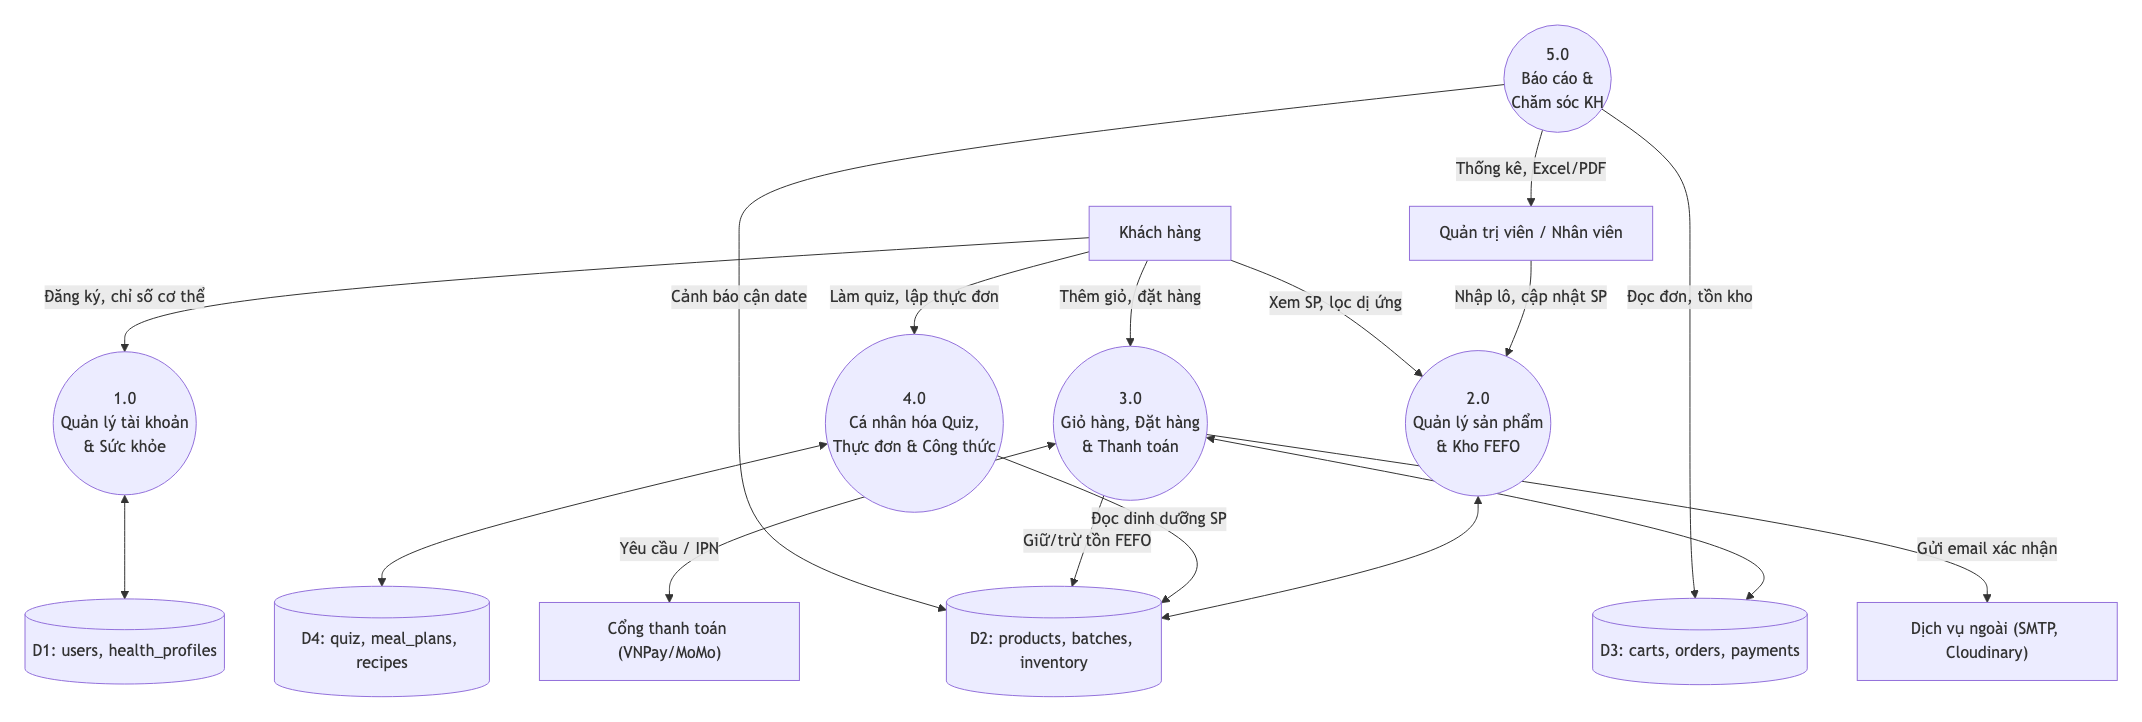 5.0
Báo cáo &
Chăm sóc KH
Thống kê, Excel/PDF
Khách hàng
Quản trị viên / Nhân viên
Đăng ký, chỉ số cơ thể
Cảnh báo cận date
Làm quiz, lập thực đơn
Thêm giỏ, đặt hàng
Xem SP, lọc dị ứng
Nhập lô, cập nhật SP
Đọc đơn, tồn kho
1.0
Quản lý tài khoản
& Sức khỏe
4.0
Cá nhân hóa Quiz,
Thực đơn & Công thức
3.0
Giỏ hàng, Đặt hàng
& Thanh toán
2.0
Quản lý sản phẩm
& Kho FEFO
Đọc dinh dưỡng SP
Giữ/trừ tồn FEFO
Yêu cầu / IPN
Gửi email xác nhận
D1: users, health_profiles
D4: quiz, meal_plans,
recipes
Cổng thanh toán
(VNPay/MoMo)
D2: products, batches,
inventory
D3: carts, orders, payments
Dịch vụ ngoài (SMTP,
Cloudinary)